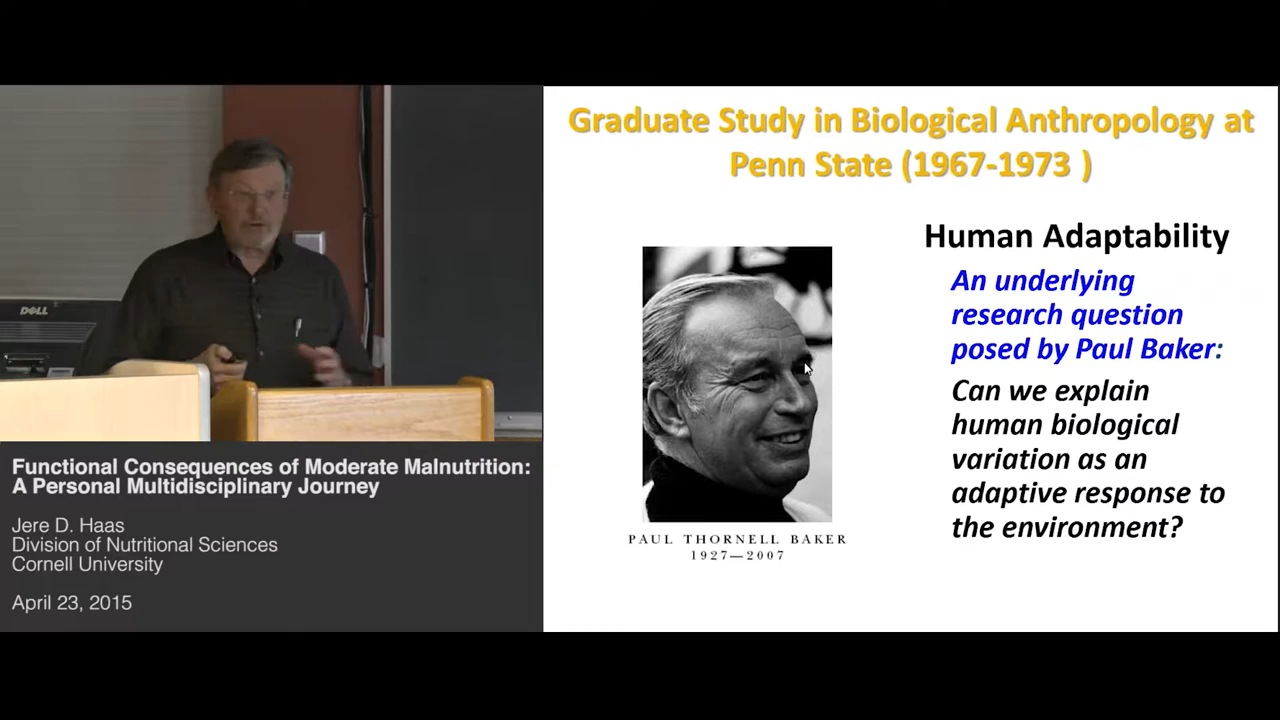 DELL
Functional Consequences of Moderate Malnutrition:
A Personal Multidisciplinary Journey
Jere D. Haas
Division of Nutritional Sciences
Cornell University
April 23, 2015
Graduate Study in Biological Anthropology at
Penn State (1967-1973 )
PAUL THORNELL BAKER
1927—2007
Human Adaptability
An underlying
research question
posed by Paul Baker:
Can we explain
human biological
variation as an
adaptive response to
the environment?